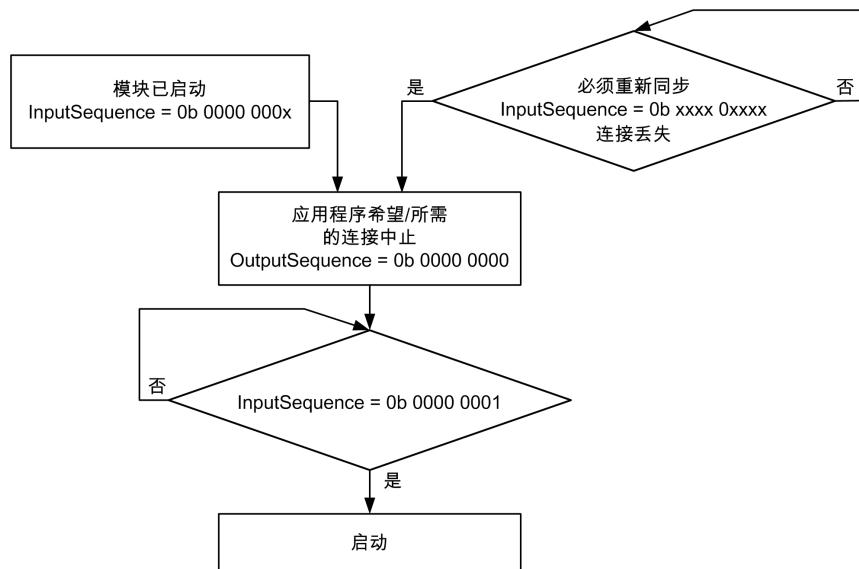 模块已启动
InputSequence = 0b 0000 000x
是
必须重新同步
InputSequence = 0b xxxx 0xxxx
连接丢失
否
应用程序希望/所需
的连接中止
OutputSequence = 0b 0000 0000
否
InputSequence = 0b 0000 0001
是
启动